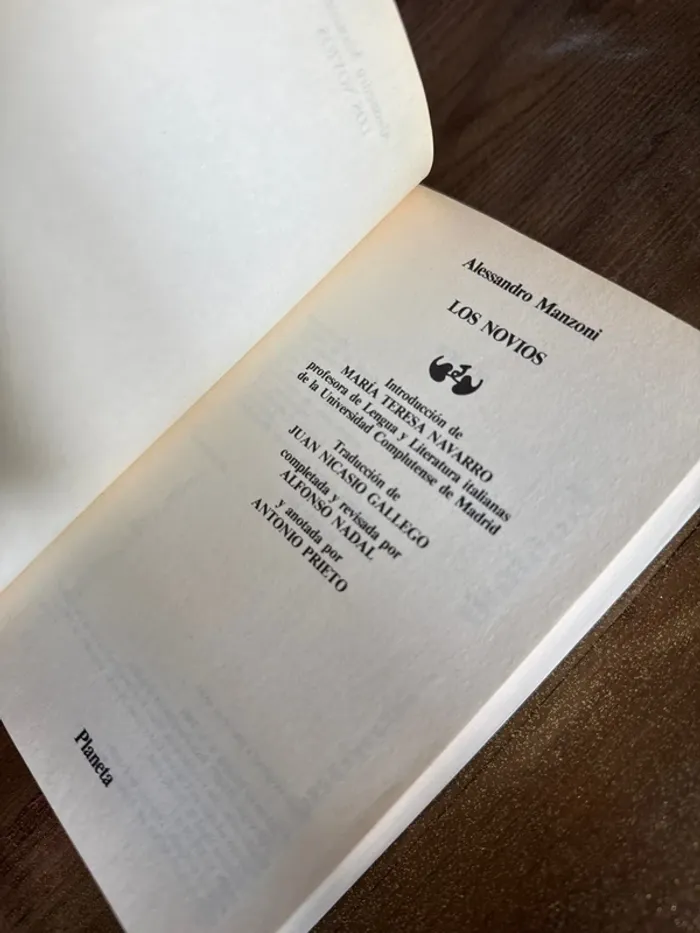 Alessandro Manzoni
LOS NOVIOS
Introducción de
MARÍA TERESA NAVARRO
profesora de Lengua y Literatura italianas
de la Universidad Complutense de Madrid
Traducción de
JUAN NICASIO GALLEGO
completada y revisada por
ALFONSO NADAL
y anotada por
ANTONIO PRIETO
Planeta